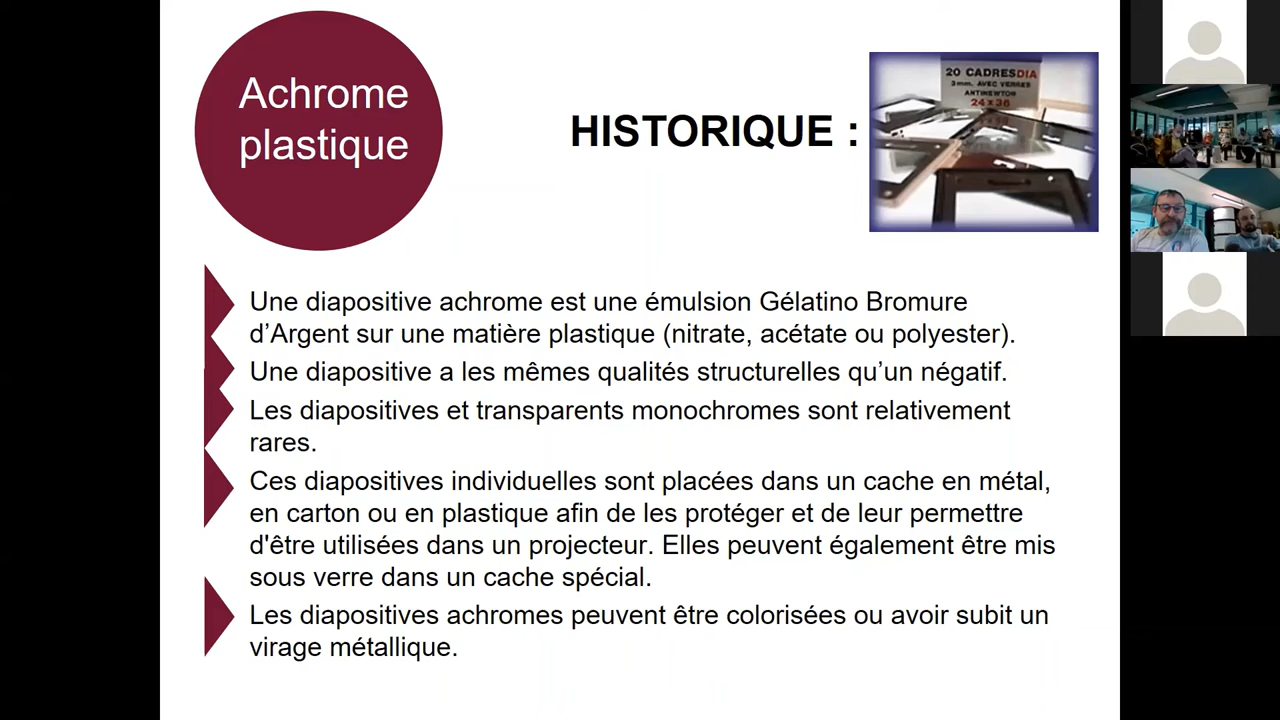 Achrome
plastique
HISTORIQUE :
20 CADRESDIA
3 mm. AVEC VERRES
ANTINEWTON
24 x 36
Une diapositive achrome est une émulsion Gélatino Bromure
d’Argent sur une matière plastique (nitrate, acétate ou polyester).
Une diapositive a les mêmes qualités structurelles qu’un négatif.
Les diapositives et transparents monochromes sont relativement
rares.
Ces diapositives individuelles sont placées dans un cache en métal,
en carton ou en plastique afin de les protéger et de leur permettre
d'être utilisées dans un projecteur. Elles peuvent également être mis
sous verre dans un cache spécial.
Les diapositives achromes peuvent être colorisées ou avoir subit un
virage métallique.